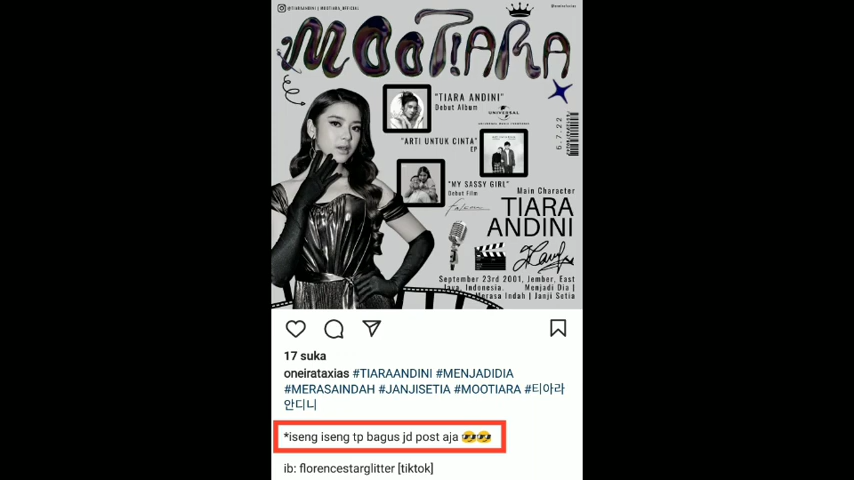 @TIARAANDINI | MOOTIARA_OFFICIAL
MOOTIARA
"TIARA ANDINI"
Debut Album
UNIVERSAL
"ARTI UNTUK CINTA"
EP
6.7.22
"MY SASSY GIRL"
Debut Film
Main Character
TIARA
ANDINI
September 23rd 2001, Jember, East
Java, Indonesia. Menjadi Dia |
Merasa Indah | Janji Setia
17 suka
oneirataxias #TIARAANDINI #MENJADIDIA
#MERASAINDAH #JANJISETIA #MOOTIARA #티아라
안디니
*iseng iseng tp bagus jd post aja 🤣🤣
ib: florencestarglitter [tiktok]